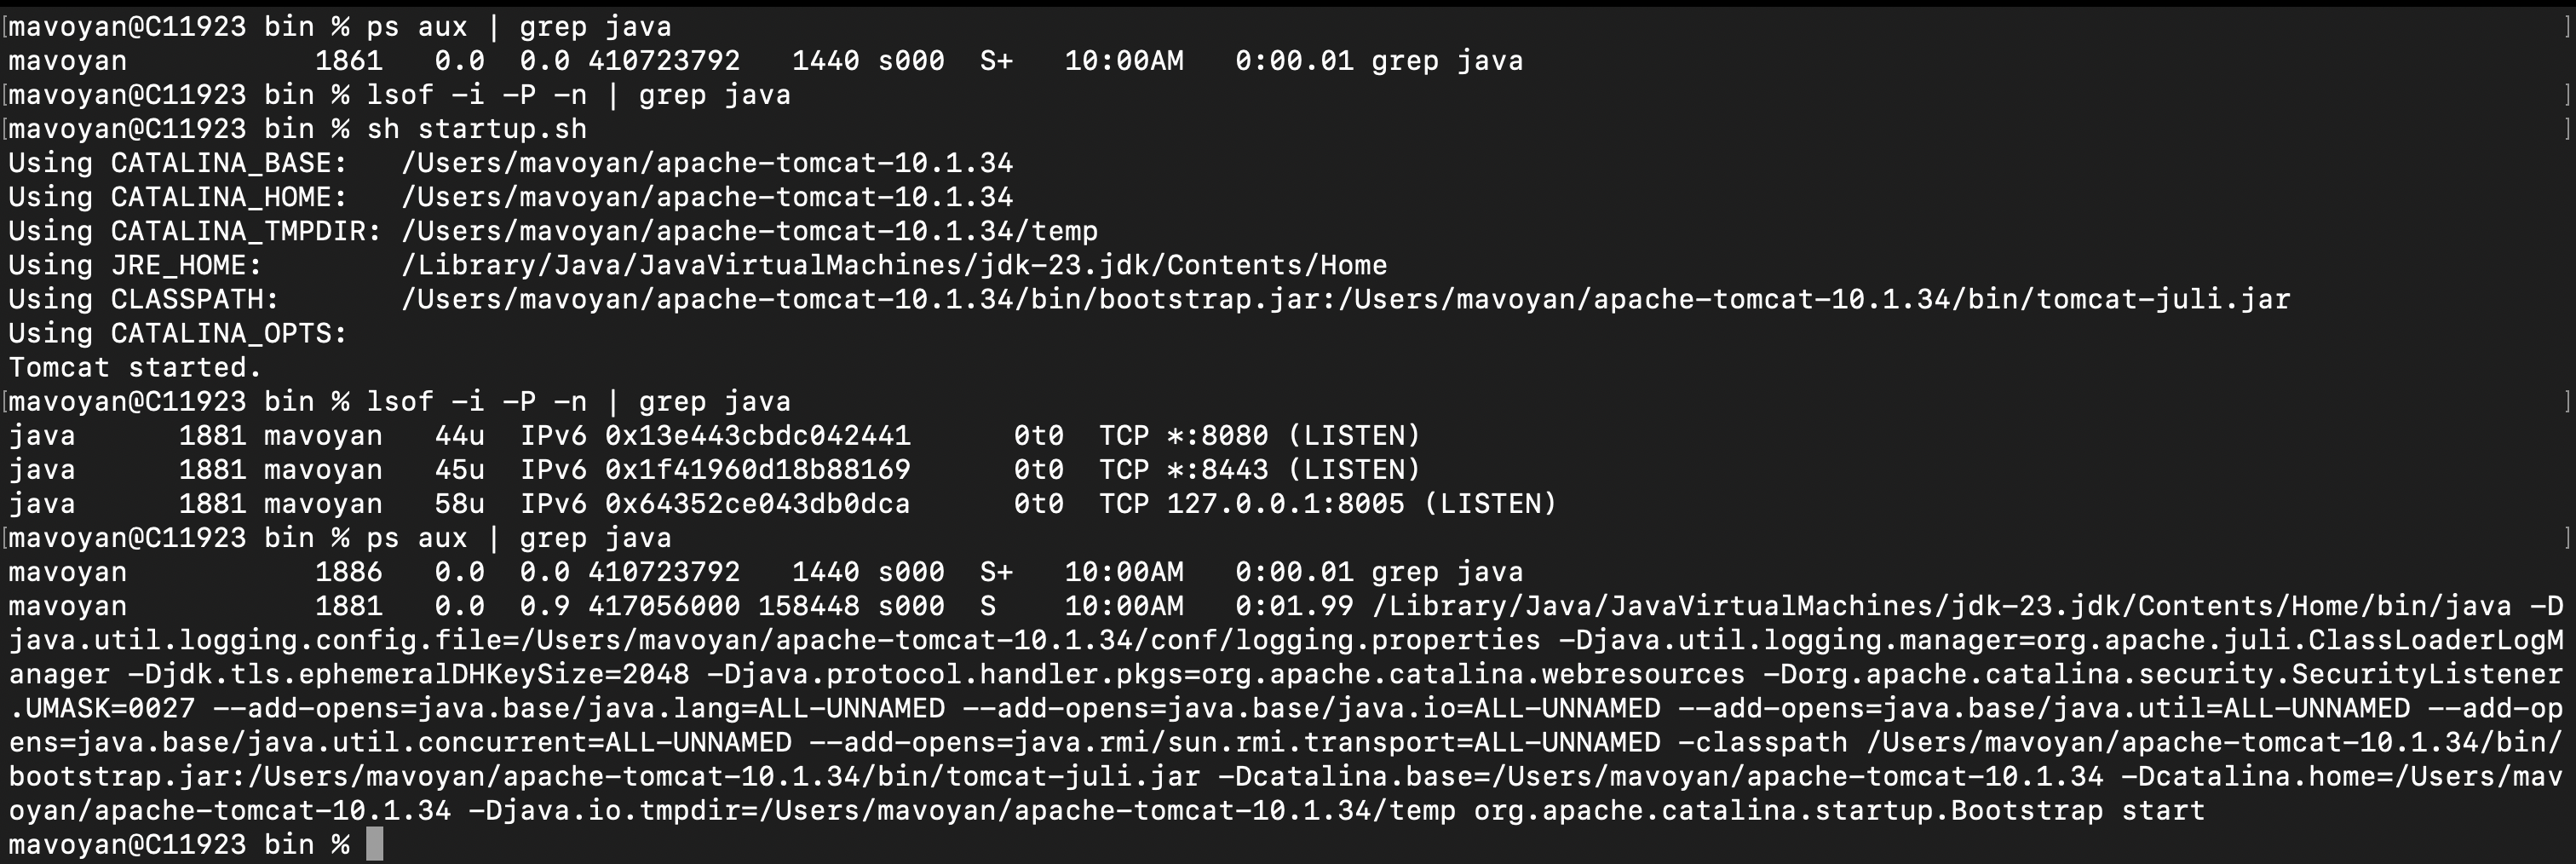 [mavoyan@C11923 bin % ps aux | grep java ]
mavoyan 1861 0.0 0.0 410723792 1440 s000 S+ 10:00AM 0:00.01 grep java
[mavoyan@C11923 bin % lsof -i -P -n | grep java ]
[mavoyan@C11923 bin % sh startup.sh ]
Using CATALINA_BASE: /Users/mavoyan/apache-tomcat-10.1.34
Using CATALINA_HOME: /Users/mavoyan/apache-tomcat-10.1.34
Using CATALINA_TMPDIR: /Users/mavoyan/apache-tomcat-10.1.34/temp
Using JRE_HOME: /Library/Java/JavaVirtualMachines/jdk-23.jdk/Contents/Home
Using CLASSPATH: /Users/mavoyan/apache-tomcat-10.1.34/bin/bootstrap.jar:/Users/mavoyan/apache-tomcat-10.1.34/bin/tomcat-juli.jar
Using CATALINA_OPTS:
Tomcat started.
[mavoyan@C11923 bin % lsof -i -P -n | grep java ]
java 1881 mavoyan 44u IPv6 0x13e443cbdc042441 0t0 TCP *:8080 (LISTEN)
java 1881 mavoyan 45u IPv6 0x1f41960d18b88169 0t0 TCP *:8443 (LISTEN)
java 1881 mavoyan 58u IPv6 0x64352ce043db0dca 0t0 TCP 127.0.0.1:8005 (LISTEN)
[mavoyan@C11923 bin % ps aux | grep java ]
mavoyan 1886 0.0 0.0 410723792 1440 s000 S+ 10:00AM 0:00.01 grep java
mavoyan 1881 0.0 0.9 417056000 158448 s000 S 10:00AM 0:01.99 /Library/Java/JavaVirtualMachines/jdk-23.jdk/Contents/Home/bin/java -D
java.util.logging.config.file=/Users/mavoyan/apache-tomcat-10.1.34/conf/logging.properties -Djava.util.logging.manager=org.apache.juli.ClassLoaderLogM
anager -Djdk.tls.ephemeralDHKeySize=2048 -Djava.protocol.handler.pkgs=org.apache.catalina.webresources -Dorg.apache.catalina.security.SecurityListener
.UMASK=0027 --add-opens=java.base/java.lang=ALL-UNNAMED --add-opens=java.base/java.io=ALL-UNNAMED --add-opens=java.base/java.util=ALL-UNNAMED --add-op
ens=java.base/java.util.concurrent=ALL-UNNAMED --add-opens=java.rmi/sun.rmi.transport=ALL-UNNAMED -classpath /Users/mavoyan/apache-tomcat-10.1.34/bin/
bootstrap.jar:/Users/mavoyan/apache-tomcat-10.1.34/bin/tomcat-juli.jar -Dcatalina.base=/Users/mavoyan/apache-tomcat-10.1.34 -Dcatalina.home=/Users/mav
oyan/apache-tomcat-10.1.34 -Djava.io.tmpdir=/Users/mavoyan/apache-tomcat-10.1.34/temp org.apache.catalina.startup.Bootstrap start
mavoyan@C11923 bin %